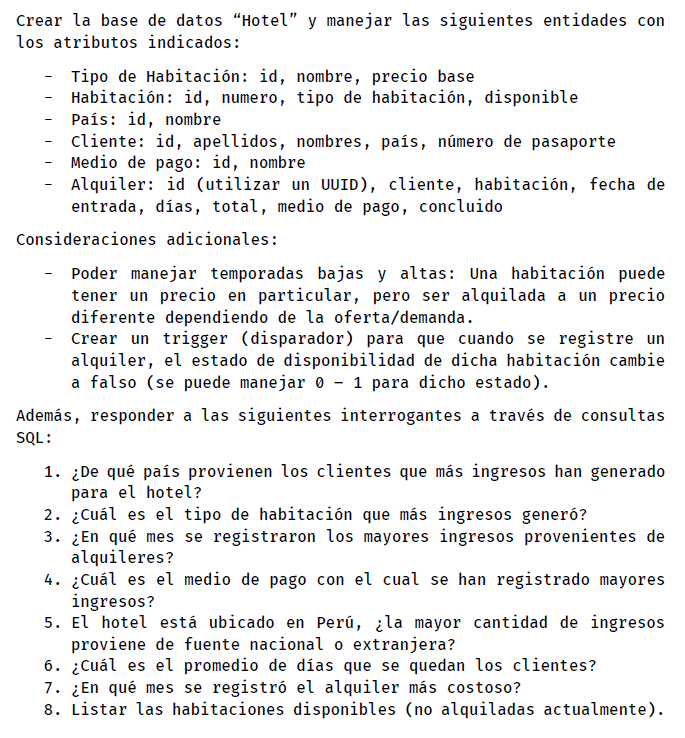 Crear la base de datos “Hotel” y manejar las siguientes entidades con
los atributos indicados:
- Tipo de Habitación: id, nombre, precio base
- Habitación: id, numero, tipo de habitación, disponible
- País: id, nombre
- Cliente: id, apellidos, nombres, país, número de pasaporte
- Medio de pago: id, nombre
- Alquiler: id (utilizar un UUID), cliente, habitación, fecha de
entrada, días, total, medio de pago, concluido
Consideraciones adicionales:
- Poder manejar temporadas bajas y altas: Una habitación puede
tener un precio en particular, pero ser alquilada a un precio
diferente dependiendo de la oferta/demanda.
- Crear un trigger (disparador) para que cuando se registre un
alquiler, el estado de disponibilidad de dicha habitación cambie
a falso (se puede manejar 0 – 1 para dicho estado).
Además, responder a las siguientes interrogantes a través de consultas
SQL:
1. ¿De qué país provienen los clientes que más ingresos han generado
para el hotel?
2. ¿Cuál es el tipo de habitación que más ingresos generó?
3. ¿En qué mes se registraron los mayores ingresos provenientes de
alquileres?
4. ¿Cuál es el medio de pago con el cual se han registrado mayores
ingresos?
5. El hotel está ubicado en Perú, ¿la mayor cantidad de ingresos
proviene de fuente nacional o extranjera?
6. ¿Cuál es el promedio de días que se quedan los clientes?
7. ¿En qué mes se registró el alquiler más costoso?
8. Listar las habitaciones disponibles (no alquiladas actualmente).